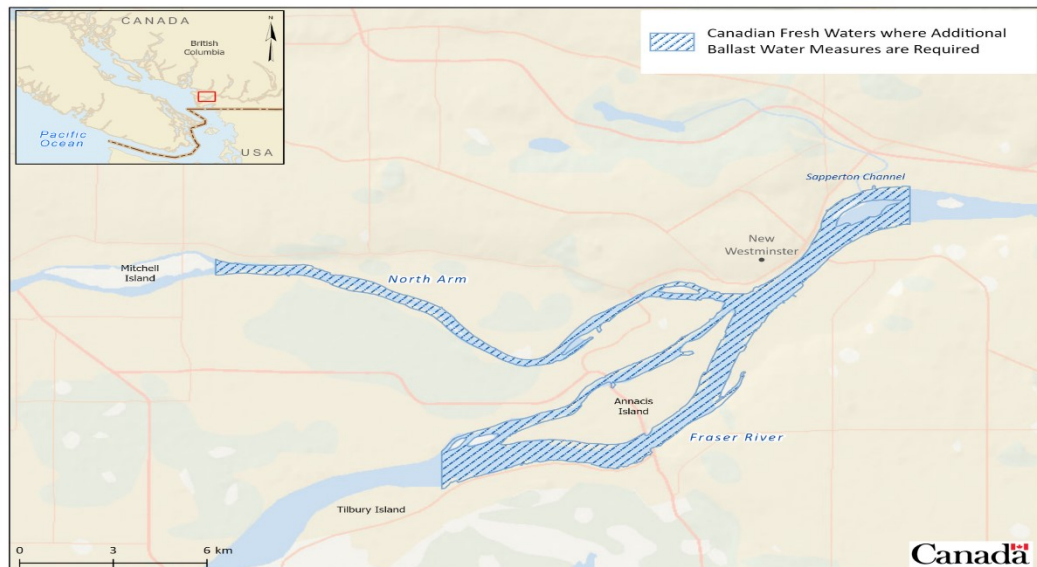 CANADA
N
British
Columbia
Pacific
Ocean
USA
Canadian Fresh Waters where Additional
Ballast Water Measures are Required
Sapperton Channel
New
Westminster
Mitchell
Island
North Arm
Annacis
Island
Fraser River
Tilbury Island
0 3 6 km
Canada